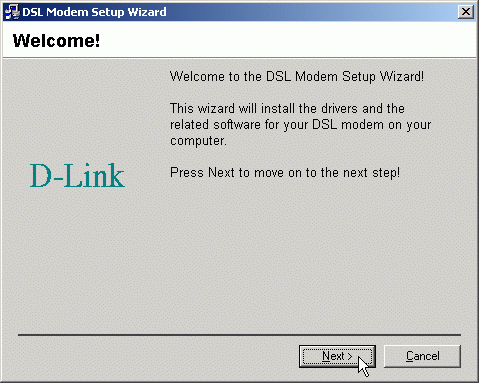 DSL Modem Setup Wizard
Welcome!
Welcome to the DSL Modem Setup Wizard!
This wizard will install the drivers and the
related software for your DSL modem on your
computer.
D-Link
Press Next to move on to the next step!
Next >
Cancel